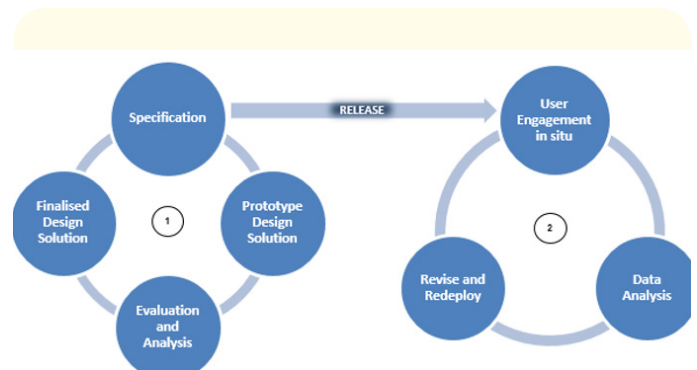 Specification
RELEASE
User
Engagement
in situ
Finalised
Design
Solution
1
Prototype
Design
Solution
2
Evaluation
and
Analysis
Revise and
Redeploy
Data
Analysis